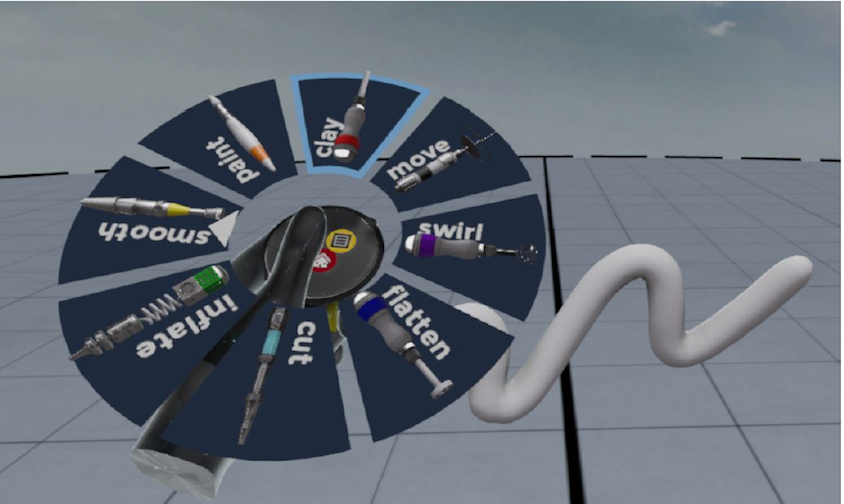 clay
move
swirl
flatten
cut
inflate
smooth
paint